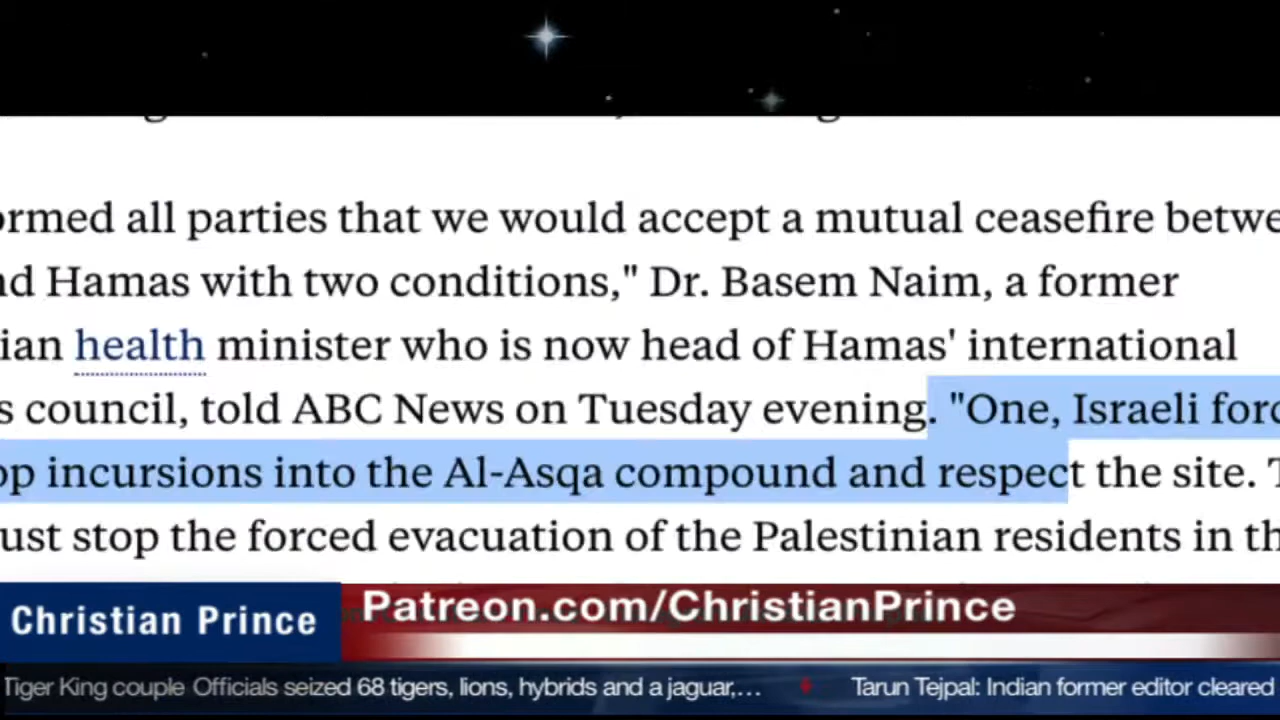 ormed all parties that we would accept a mutual ceasefire betwe
nd Hamas with two conditions," Dr. Basem Naim, a former
ian health minister who is now head of Hamas' international
s council, told ABC News on Tuesday evening. "One, Israeli forc
op incursions into the Al-Asqa compound and respect the site. T
ust stop the forced evacuation of the Palestinian residents in th
Christian Prince
Patreon.com/ChristianPrince
Tiger King couple Officials seized 68 tigers, lions, hybrids and a jaguar,... Tarun Tejpal: Indian former editor cleared